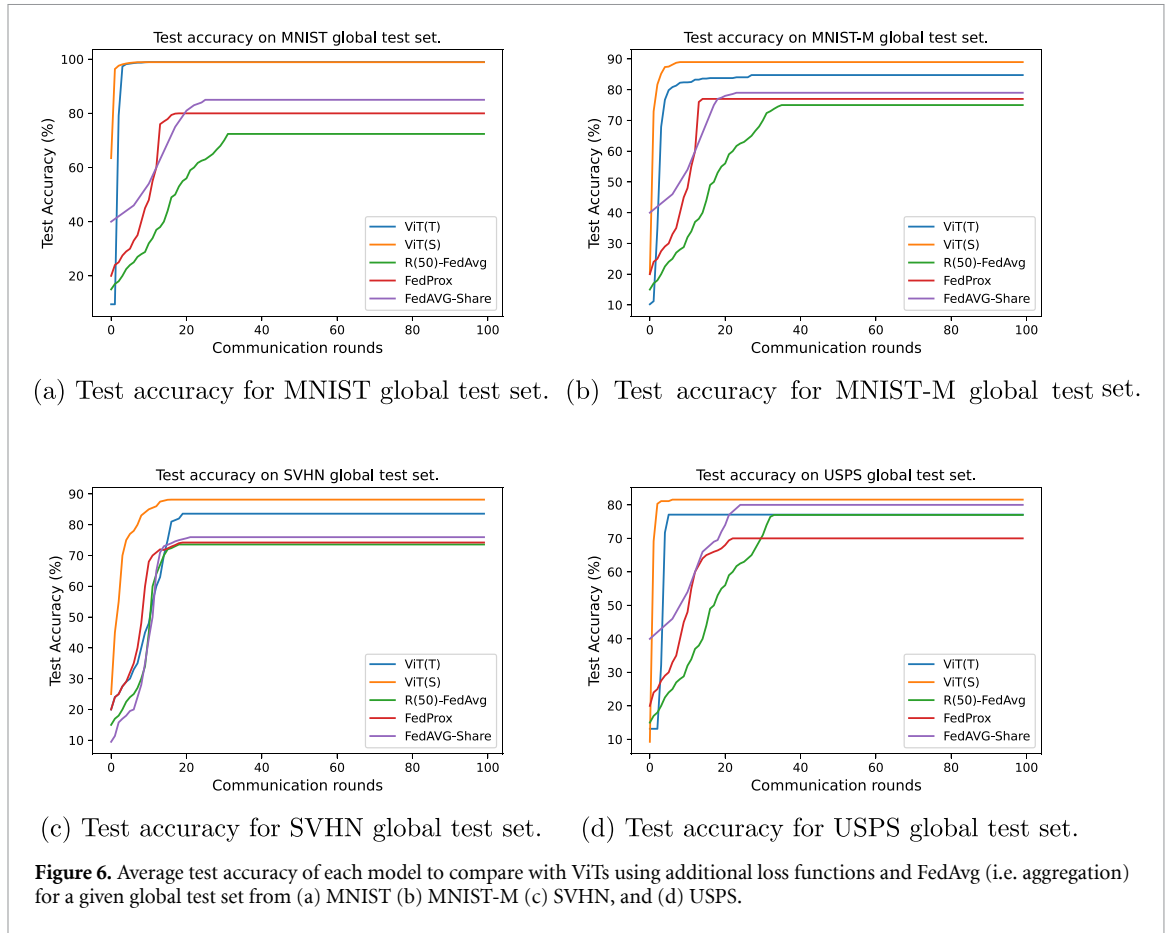 Test accuracy on MNIST global test set.
100
80
60
40
20
Test Accuracy (%)
ViT(T)
ViT(S)
R(50)-FedAvg
FedProx
FedAVG-Share
0 20 40 60 80 100
Communication rounds
(a) Test accuracy for MNIST global test set.
Test accuracy on MNIST-M global test set.
90
80
70
60
50
40
30
20
10
Test Accuracy (%)
ViT(T)
ViT(S)
R(50)-FedAvg
FedProx
FedAVG-Share
0 20 40 60 80 100
Communication rounds
(b) Test accuracy for MNIST-M global test set.
Test accuracy on SVHN global test set.
90
80
70
60
50
40
30
20
10
Test Accuracy (%)
ViT(T)
ViT(S)
R(50)-FedAvg
FedProx
FedAVG-Share
0 20 40 60 80 100
Communication rounds
(c) Test accuracy for SVHN global test set.
Test accuracy on USPS global test set.
80
70
60
50
40
30
20
10
Test Accuracy (%)
ViT(T)
ViT(S)
R(50)-FedAvg
FedProx
FedAVG-Share
0 20 40 60 80 100
Communication rounds
(d) Test accuracy for USPS global test set.
Figure 6. Average test accuracy of each model to compare with ViTs using additional loss functions and FedAvg (i.e. aggregation)
for a given global test set from (a) MNIST (b) MNIST-M (c) SVHN, and (d) USPS.